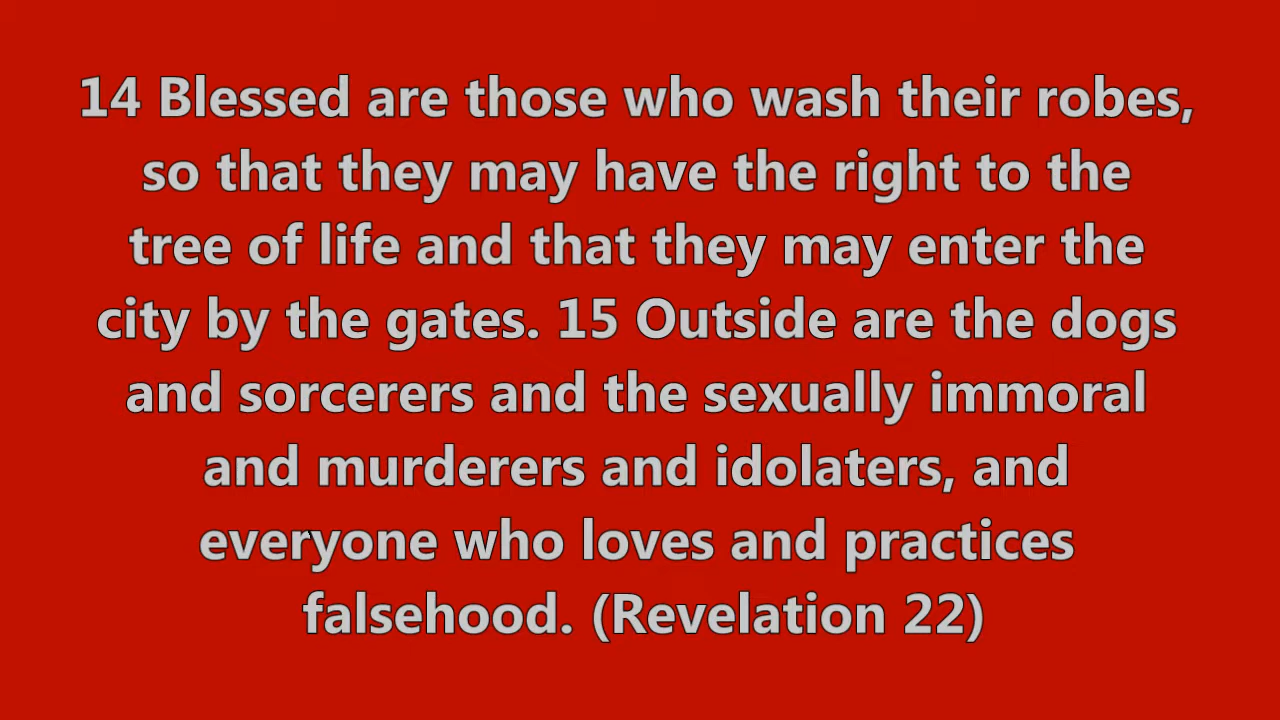 14 Blessed are those who wash their robes,
so that they may have the right to the
tree of life and that they may enter the
city by the gates. 15 Outside are the dogs
and sorcerers and the sexually immoral
and murderers and idolaters, and
everyone who loves and practices
falsehood. (Revelation 22)